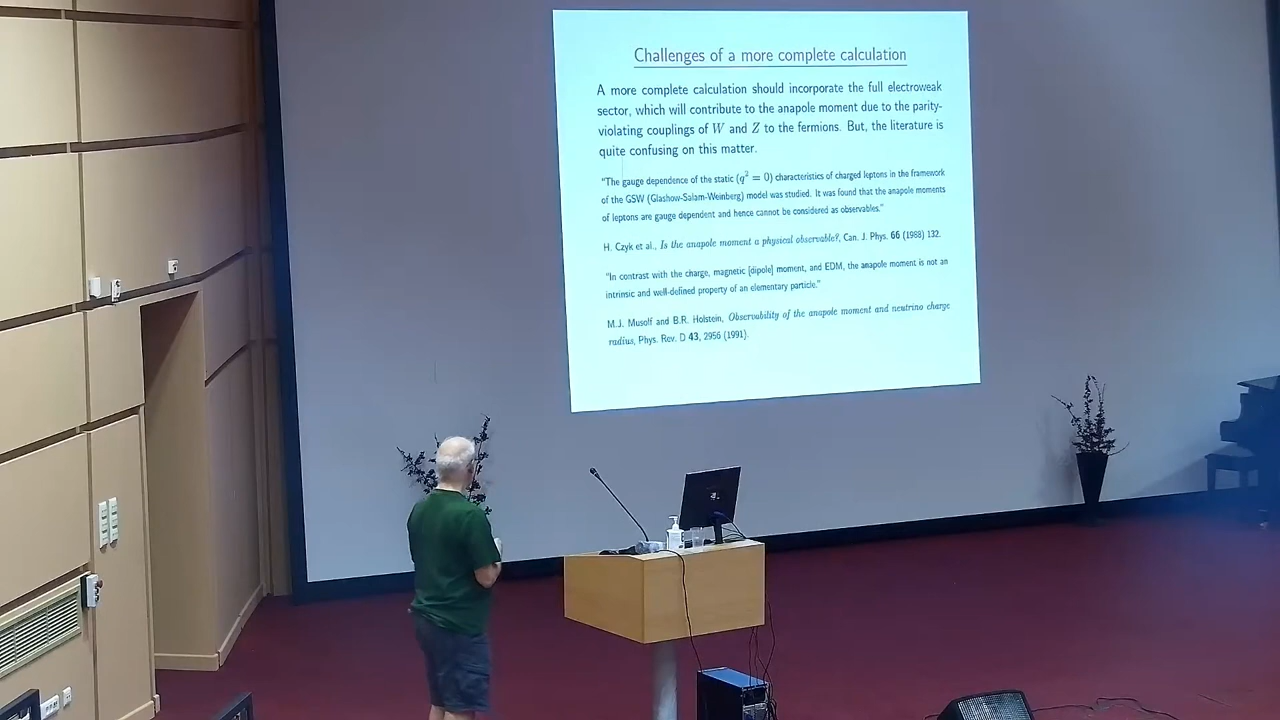 Challenges of a more complete calculation
A more complete calculation should incorporate the full electroweak
sector, which will contribute to the anapole moment due to the parity-
violating couplings of W and Z to the fermions. But, the literature is
quite confusing on this matter.
"The gauge dependence of the static (q² = 0) characteristics of charged leptons in the framework
of the GSW (Glashow-Salam-Weinberg) model was studied. It was found that the anapole moments
of leptons are gauge dependent and hence cannot be considered as observables."
H. Czyk et al., Is the anapole moment a physical observable?, Can. J. Phys. 66 (1988) 132.
"In contrast with the charge, magnetic [dipole] moment, and EDM, the anapole moment is not an
intrinsic and well-defined property of an elementary particle."
M.J. Musolf and B.R. Holstein, Observability of the anapole moment and neutrino charge
radius, Phys. Rev. D 43, 2956 (1991).